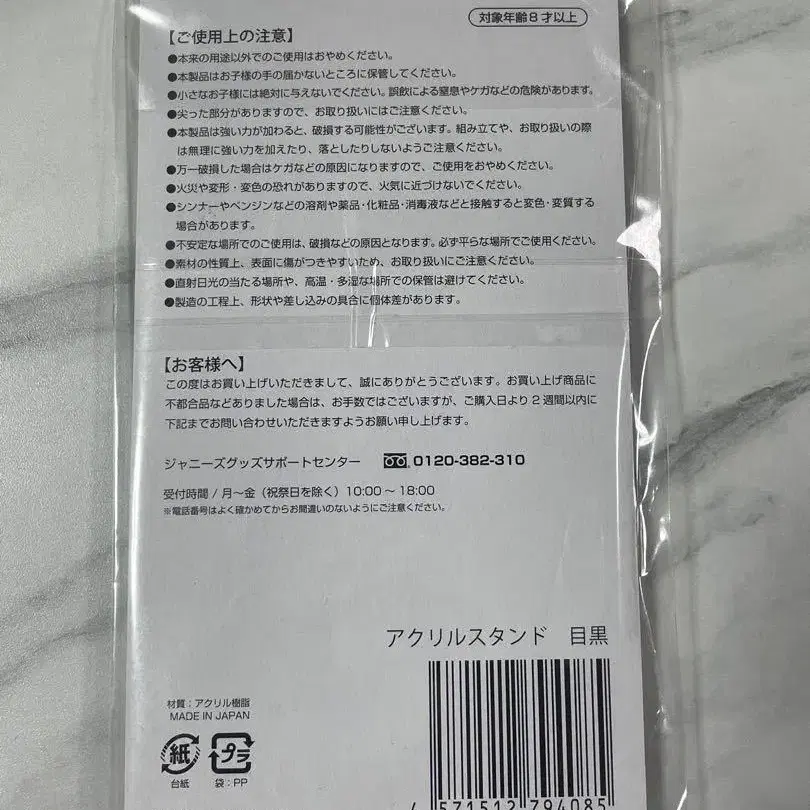 対象年齢8才以上
【ご使用上の注意】
●本来の用途以外でのご使用はおやめください。
●本製品はお子様の手の届かないところに保管してください。
●小さなお子様には絶対に与えないでください。誤飲による窒息やケガなどの危険があります。
●尖った部分がありますので、お取り扱いにはご注意ください。
●本製品は強い力が加わると、破損する可能性がございます。組み立てや、お取り扱いの際
は無理に強い力を加えたり、落としたりしないようご注意ください。
●万一破損した場合はケガなどの原因になりますので、ご使用をおやめください。
●火災や変形・変色の恐れがありますので、火気に近づけないでください。
●シンナーやベンジンなどの溶剤や薬品・化粧品・消毒液などと接触すると変色・変質する
場合があります。
●不安定な場所でのご使用は、破損などの原因となります。必ず平らな場所でご使用ください。
●素材の性質上、表面に傷がつきやすいため、お取り扱いにご注意ください。
●直射日光の当たる場所や、高温・多湿な場所での保管は避けてください。
●製造の工程上、形状や差し込みの具合に個体差があります。
【お客様へ】
この度はお買い上げいただきまして、誠にありがとうございます。お買い上げ商品に
不都合品などありました場合は、お手数ではございますが、ご購入日より2週間以内に
下記までお問い合わせいただきますようお願い申し上げます。
ジャニーズグッズサポートセンター 0120-382-310
受付時間 / 月～金（祝祭日を除く）10:00～18:00
※電話番号はよく確かめてからお間違いのないようにご注意ください。
アクリルスタンド 目黒
材質：アクリル樹脂
MADE IN JAPAN
紙 プラ
台紙 袋：PP
4 571512 794085